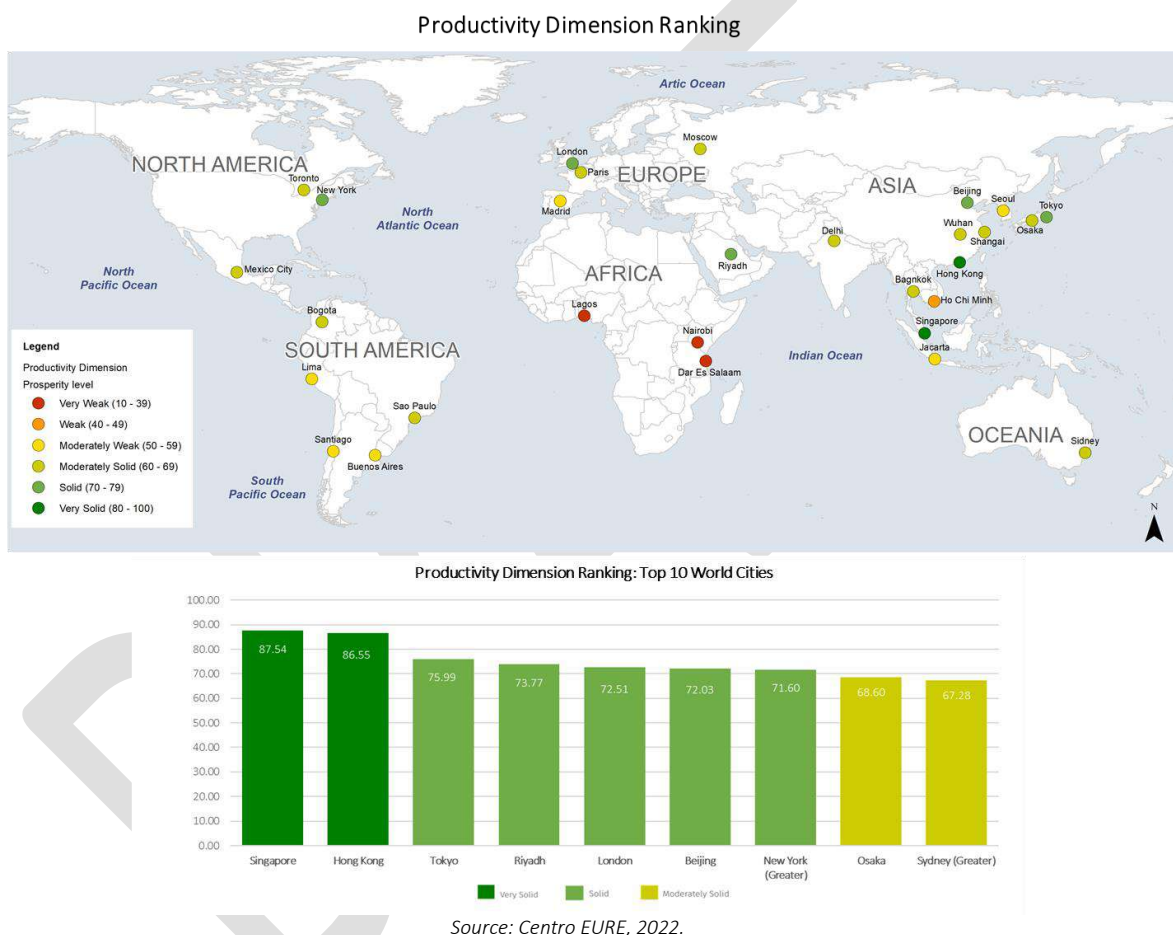 Productivity Dimension Ranking
Artic Ocean
Moscow
London
NORTH AMERICA
Paris
EUROPE
ASIA
Toronto
New York
Beijing
Seoul
Tokyo
Madrid
North
Atlantic Ocean
Delhi
Wuhan
Osaka
Shangai
North
Pacific Ocean
Mexico City
AFRICA
Riyadh
Hong Kong
Bagnkok
Ho Chi Minh
Bogota
Lagos
Singapore
Nairobi
SOUTH AMERICA
Indian Ocean
Jacarta
Lima
Dar Es Salaam
Sao Paulo
Santiago
OCEANIA
Sidney
Buenos Aires
South
Pacific Ocean
N
Legend
Productivity Dimension
Prosperity level
Very Weak (10 - 39)
Weak (40 - 49)
Moderately Weak (50 - 59)
Moderately Solid (60 - 69)
Solid (70 - 79)
Very Solid (80 - 100)
Productivity Dimension Ranking: Top 10 World Cities
100.00
90.00
80.00
70.00
60.00
50.00
40.00
30.00
20.00
10.00
0.00
87.54
86.55
75.99
73.77
72.51
72.03
71.60
68.60
67.28
Singapore
Hong Kong
Tokyo
Riyadh
London
Beijing
New York
(Greater)
Osaka
Sydney (Greater)
Very Solid
Solid
Moderately Solid
Source: Centro EURE, 2022.